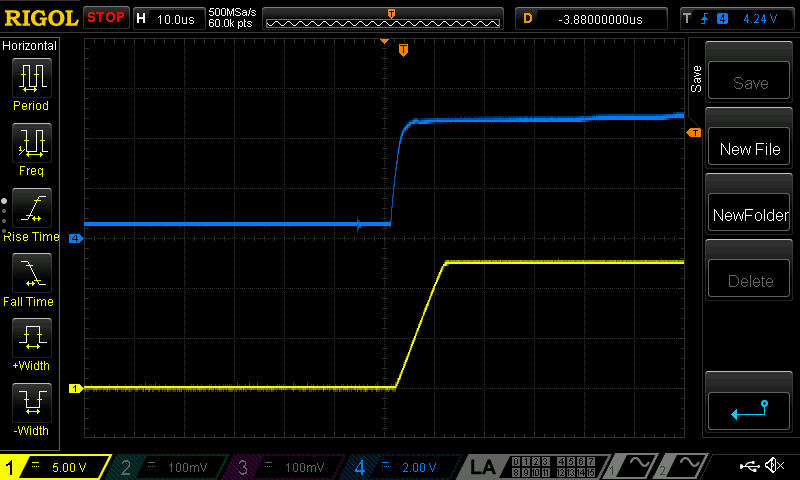 RIGOL STOP H 10.0us 500MSa/s 60.0k pts T D -3.88000000us T 4 4.24 V
Horizontal
Period
Freq
Rise Time
Fall Time
+Width
-Width
T
T
4
1
Save
Save
New File
NewFolder
Delete
1 5.00 V 2 100mV 3 100mV 4 2.00 V LA 0 1 2 3 4 5 6 7 1 2
8 9 10 11 12 13 14 15